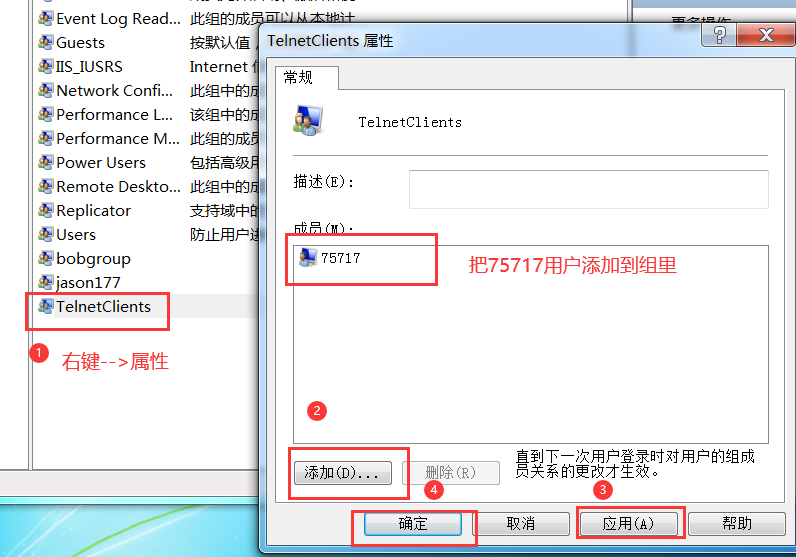 Event Log Read... 此组的成员可以从本地计
Guests 按默认值，
IIS_IUSRS Internet
Network Confi... 此组中的成
Performance L... 该组中的成
Performance M... 此组的成员
Power Users 包括高级用
Remote Deskto... 此组中的成
Replicator 支持域中的
Users 防止用户进
bobgroup
jason177
TelnetClients
1 右键-->属性
更多操作
TelnetClients 属性
常规
TelnetClients
描述(E):
成员(M):
75717
把75717用户添加到组里
2
添加(D)...
删除(R)
直到下一次用户登录时对用户的组成
员关系的更改才生效。
4
3
确定
取消
应用(A)
帮助